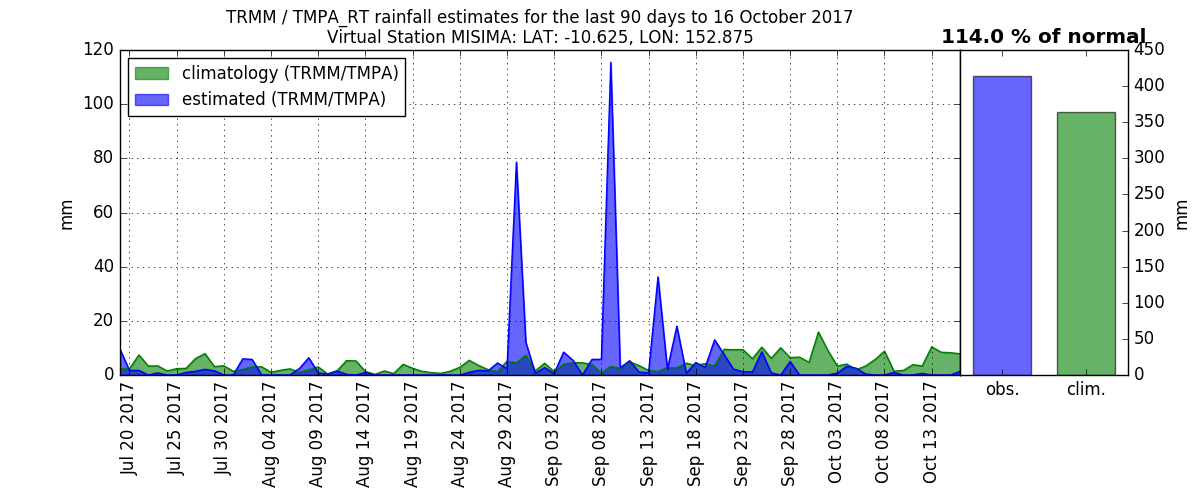 TRMM / TMPA_RT rainfall estimates for the last 90 days to 16 October 2017
Virtual Station MISIMA: LAT: -10.625, LON: 152.875
114.0 % of normal
climatology (TRMM/TMPA)
estimated (TRMM/TMPA)
120
100
80
60
40
20
0
mm
450
400
350
300
250
200
150
100
50
0
mm
Jul 20 2017
Jul 25 2017
Jul 30 2017
Aug 04 2017
Aug 09 2017
Aug 14 2017
Aug 19 2017
Aug 24 2017
Aug 29 2017
Sep 03 2017
Sep 08 2017
Sep 13 2017
Sep 18 2017
Sep 23 2017
Sep 28 2017
Oct 03 2017
Oct 08 2017
Oct 13 2017
obs.
clim.